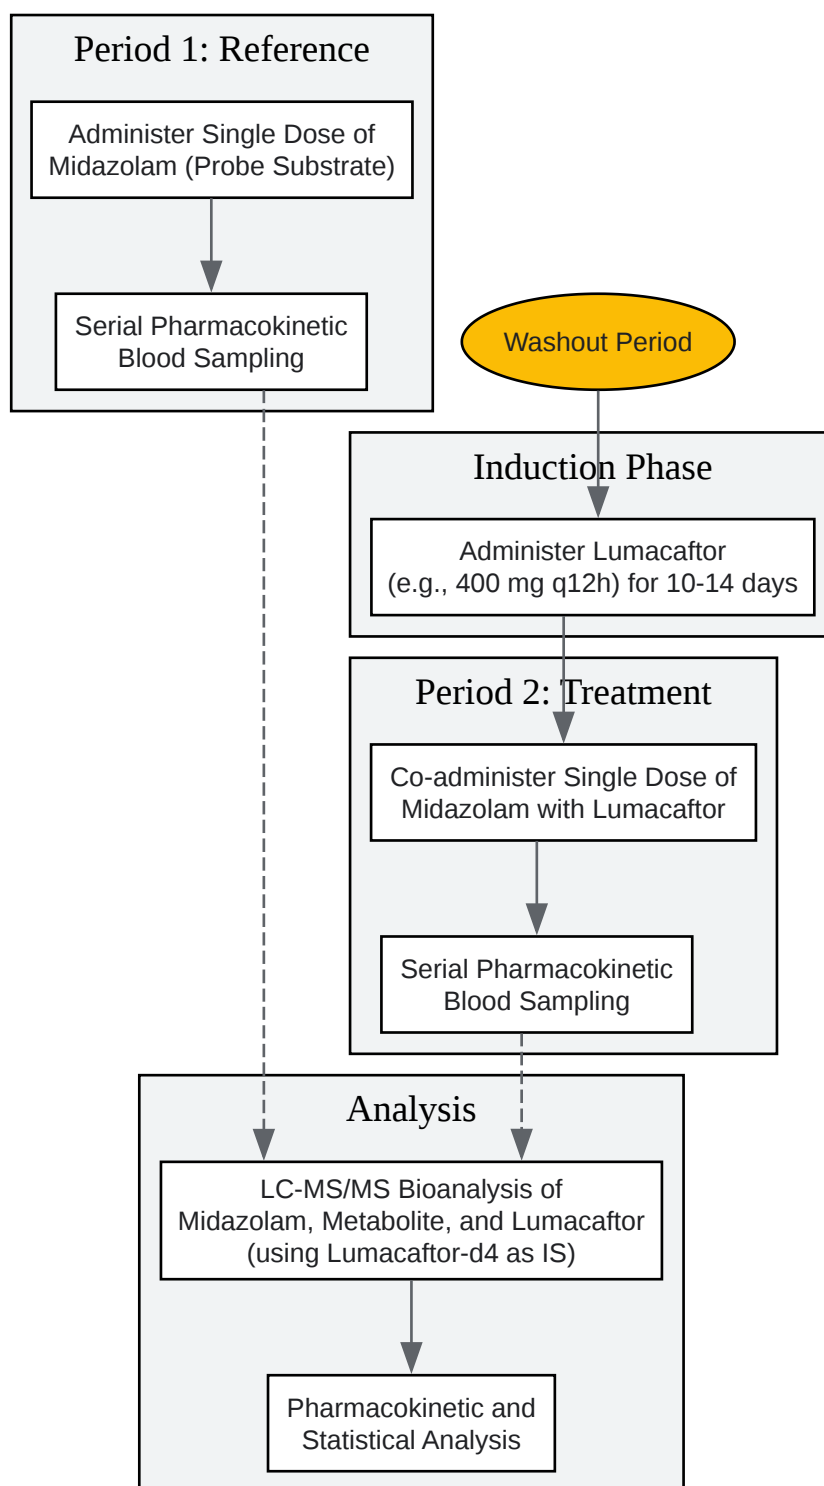 Period 1: Reference
Administer Single Dose of
Midazolam (Probe Substrate)
Serial Pharmacokinetic
Blood Sampling
Washout Period
Induction Phase
Administer Lumacaftor
(e.g., 400 mg q12h) for 10-14 days
Period 2: Treatment
Co-administer Single Dose of
Midazolam with Lumacaftor
Serial Pharmacokinetic
Blood Sampling
Analysis
LC-MS/MS Bioanalysis of
Midazolam, Metabolite, and Lumacaftor
(using Lumacaftor-d4 as IS)
Pharmacokinetic and
Statistical Analysis